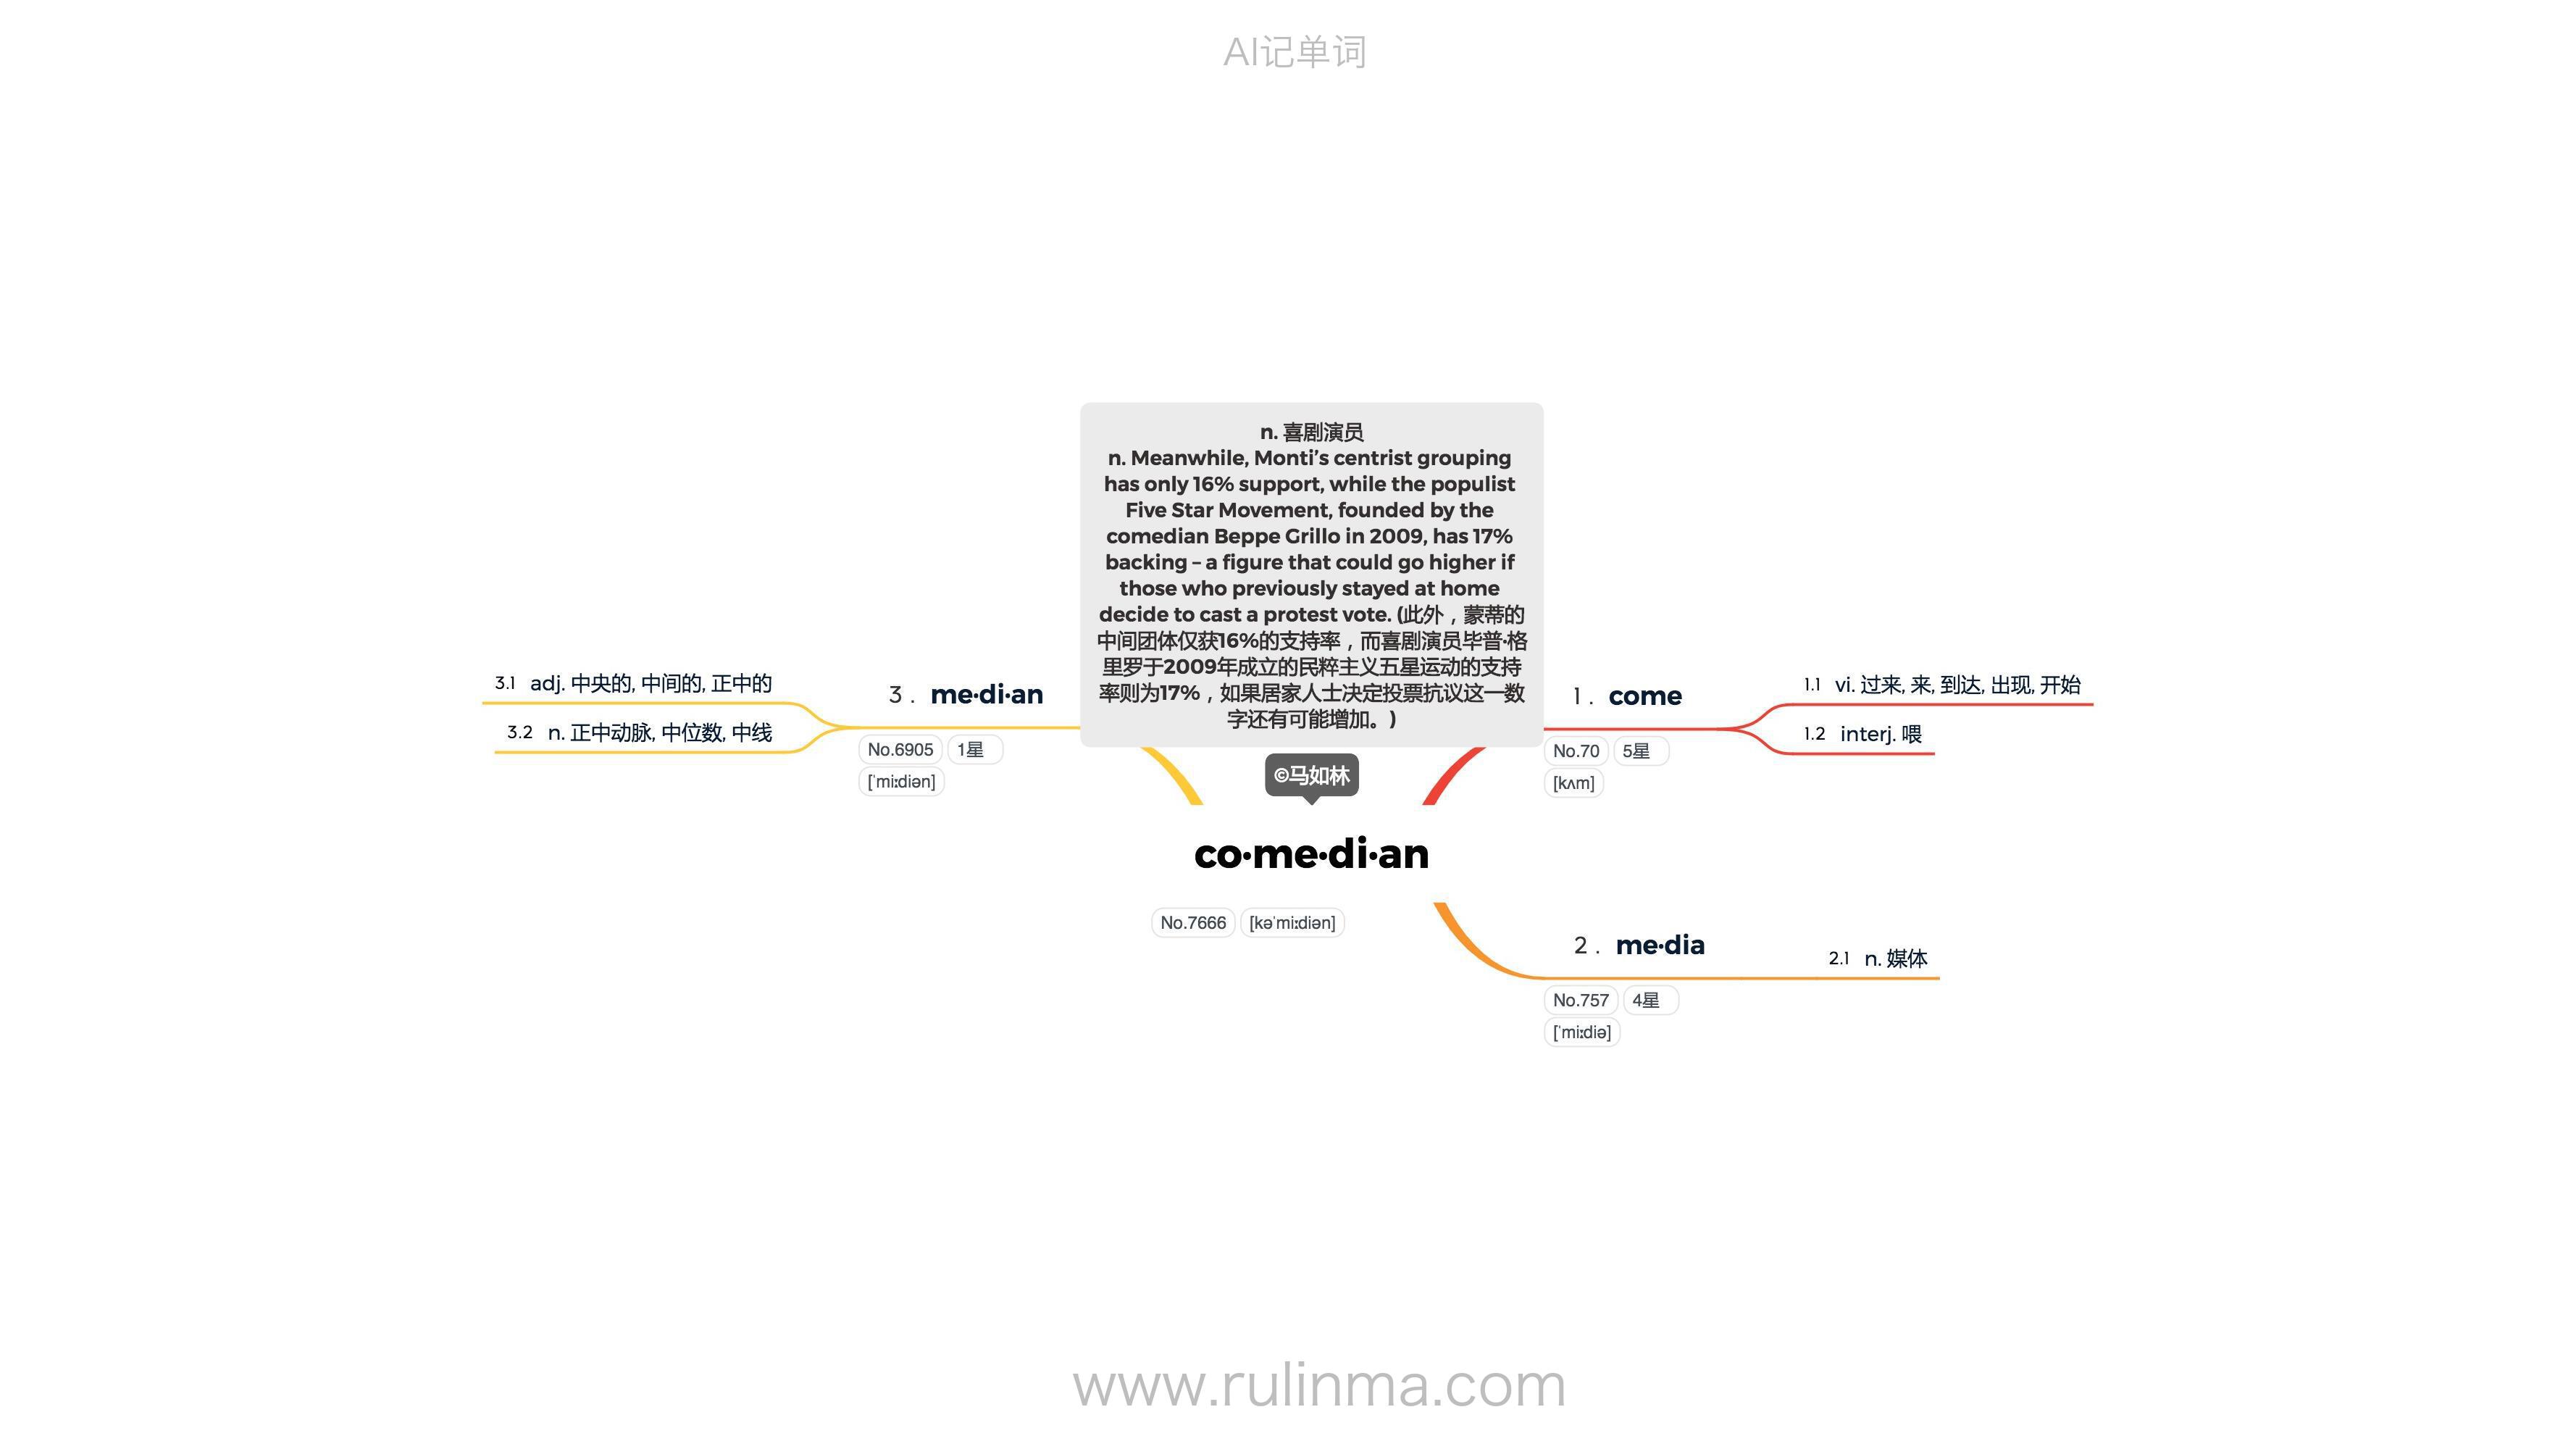 AI记单词
n. 喜剧演员
n. Meanwhile, Monti’s centrist grouping
has only 16% support, while the populist
Five Star Movement, founded by the
comedian Beppe Grillo in 2009, has 17%
backing – a figure that could go higher if
those who previously stayed at home
decide to cast a protest vote. (此外，蒙蒂的
中间团体仅获16%的支持率，而喜剧演员毕普·格
里罗于2009年成立的民粹主义五星运动的支持
率则为17%，如果居家人士决定投票抗议这一数
字还有可能增加。)
©马如林
co·me·di·an
No.7666 [kəˈmiːdiən]
1. come
No.70 5星
[kʌm]
1.1 vi. 过来, 来, 到达, 出现, 开始
1.2 interj. 喂
2. me·dia
No.757 4星
[ˈmiːdiə]
2.1 n. 媒体
3. me·di·an
No.6905 1星
[ˈmiːdiən]
3.1 adj. 中央的, 中间的, 正中的
3.2 n. 正中动脉, 中位数, 中线
www.rulinma.com